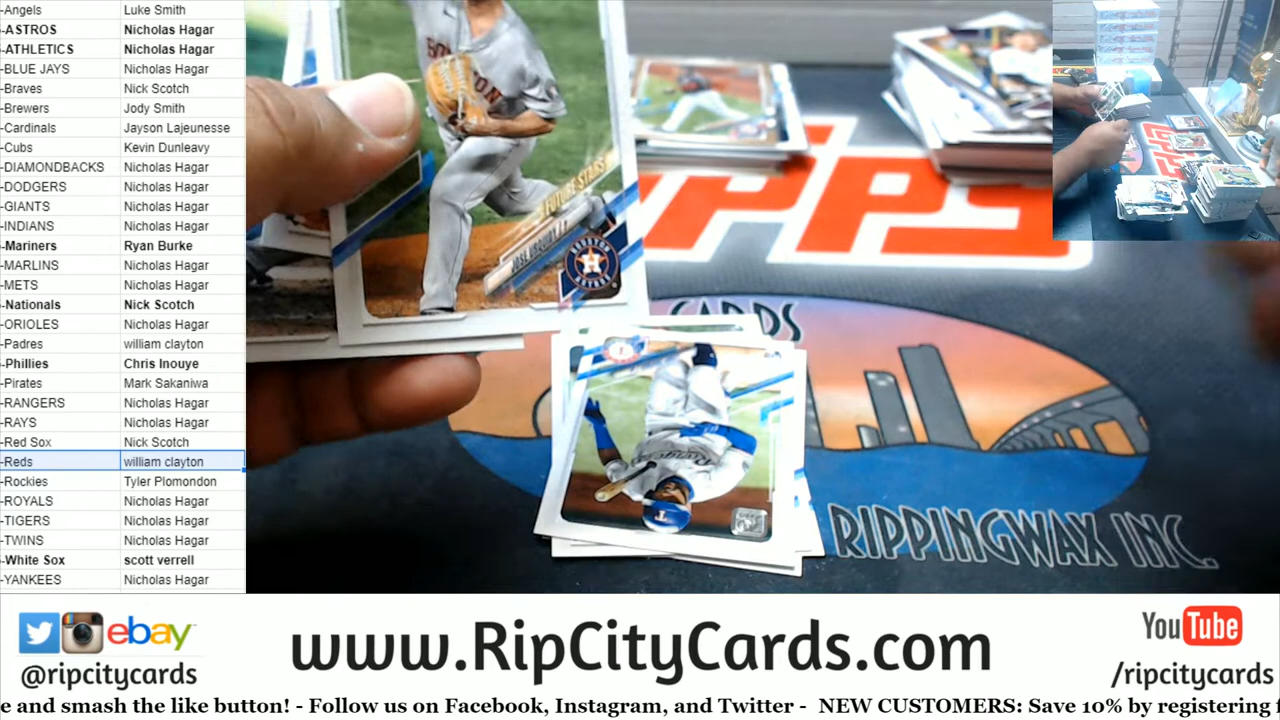 -Angels Luke Smith
-ASTROS Nicholas Hagar
-ATHLETICS Nicholas Hagar
-BLUE JAYS Nicholas Hagar
-Braves Nick Scotch
-Brewers Jody Smith
-Cardinals Jayson Lajeunesse
-Cubs Kevin Dunleavy
-DIAMONDBACKS Nicholas Hagar
-DODGERS Nicholas Hagar
-GIANTS Nicholas Hagar
-INDIANS Nicholas Hagar
-Mariners Ryan Burke
-MARLINS Nicholas Hagar
-METS Nicholas Hagar
-Nationals Nick Scotch
-ORIOLES Nicholas Hagar
-Padres william clayton
-Phillies Chris Inouye
-Pirates Mark Sakaniwa
-RANGERS Nicholas Hagar
-RAYS Nicholas Hagar
-Red Sox Nick Scotch
-Reds william clayton
-Rockies Tyler Plomondon
-ROYALS Nicholas Hagar
-TIGERS Nicholas Hagar
-TWINS Nicholas Hagar
-White Sox scott verrell
-YANKEES Nicholas Hagar
FUTURE STARS
HOUSTON
ASTROS
CARDS
RIPPINGWAX INC.
ebay
@ripcitycards
www.RipCityCards.com
YouTube
/ripcitycards
e and smash the like button! - Follow us on Facebook, Instagram, and Twitter - NEW CUSTOMERS: Save 10% by registering